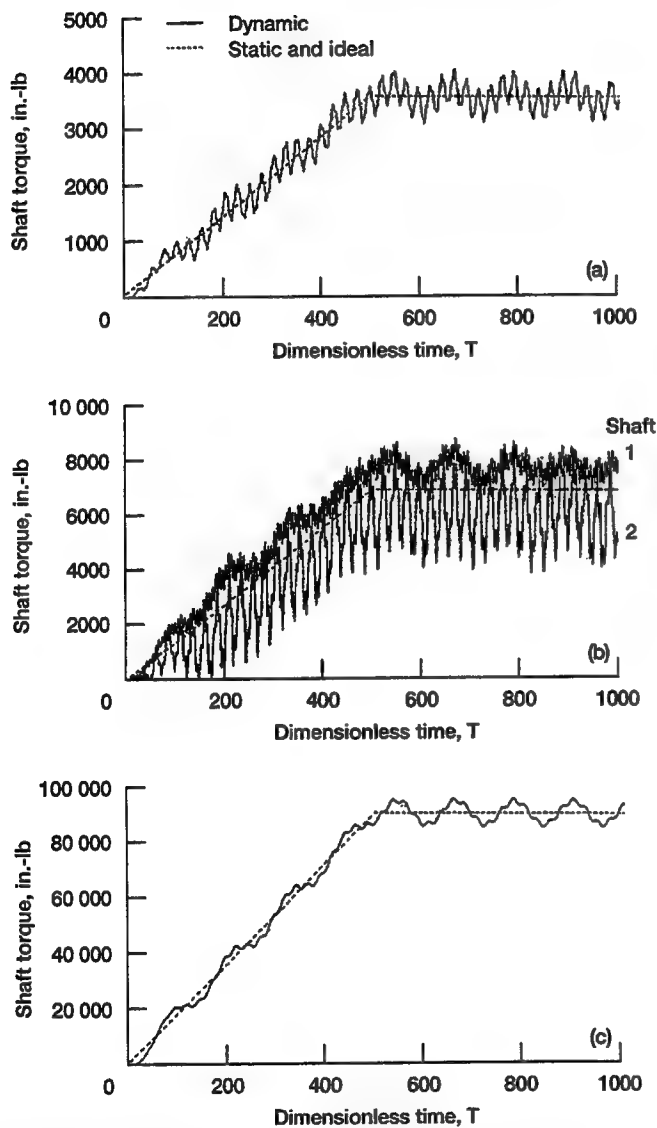 Dynamic
Static and ideal
5000
4000
3000
2000
1000
0
200
400
600
800
1000
Shaft torque, in.-lb
Dimensionless time, T
(a)
10 000
8000
6000
4000
2000
0
200
400
600
800
1000
Shaft torque, in.-lb
Dimensionless time, T
Shaft
1
2
(b)
100 000
80 000
60 000
40 000
20 000
0
200
400
600
800
1000
Shaft torque, in.-lb
Dimensionless time, T
(c)